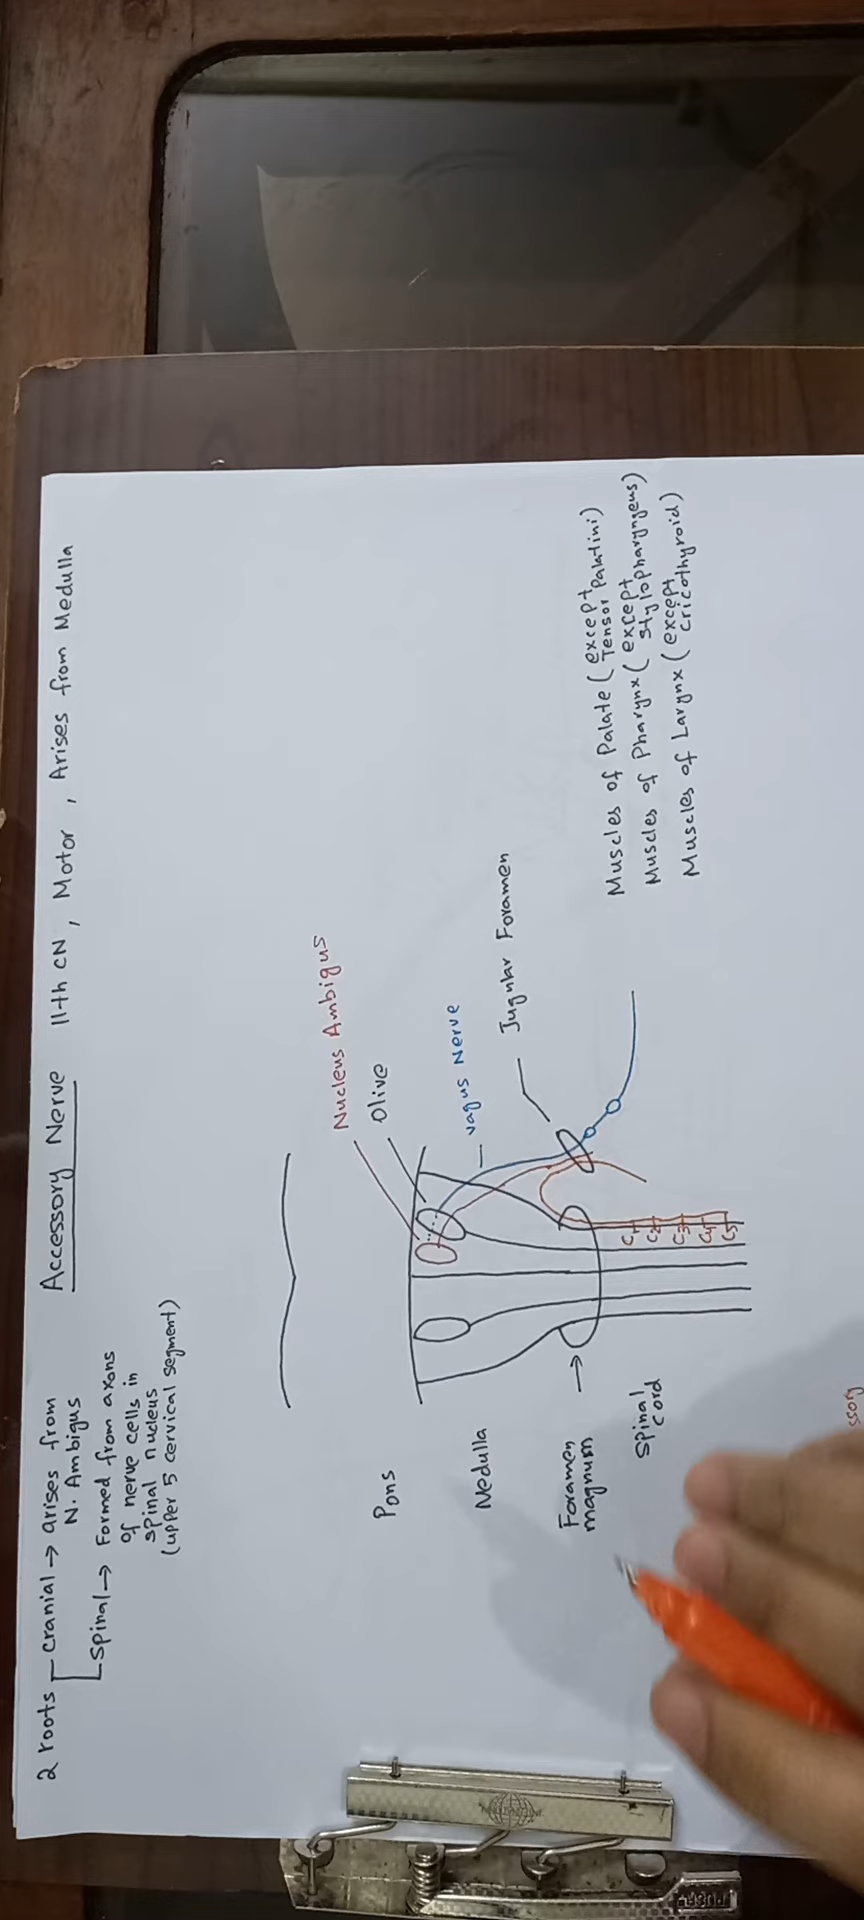 Accessory Nerve 11th CN, Motor, Arises from Medulla
2 roots cranial → arises from
N. Ambigus
Spinal → Formed from axons
of nerve cells in
spinal nucleus
(upper 5 cervical segment)
Nucleus Ambigus
Olive
Pons
vagus Nerve
Medulla
Jugular Foramen
Foramen
magnum
Spinal
cord
C1
C2
C3
C4
C5
Muscles of Palate (except
Tensor Palatini)
Muscles of Pharynx (except
Stylopharyngeus)
Muscles of Larynx (except
Cricothyroid)
ssory